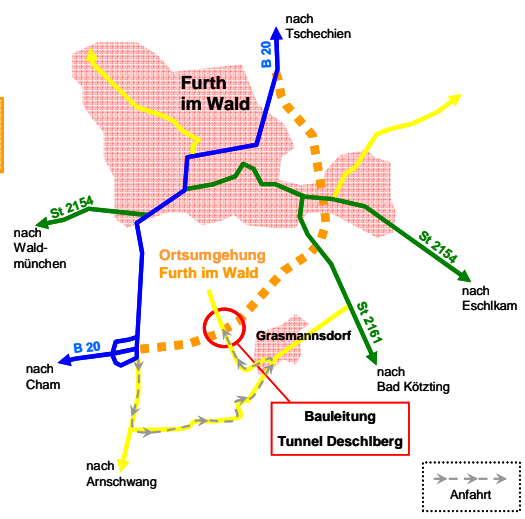 nach
Tschechien
B 20
Furth
im Wald
St 2154
nach
Wald-
münchen
Ortsumgehung
Furth im Wald
St 2154
nach
Eschlkam
Grasmannsdorf
St 2161
B 20
nach
Cham
nach
Bad Kötzting
Bauleitung
Tunnel Deschlberg
nach
Arnschwang
Anfahrt